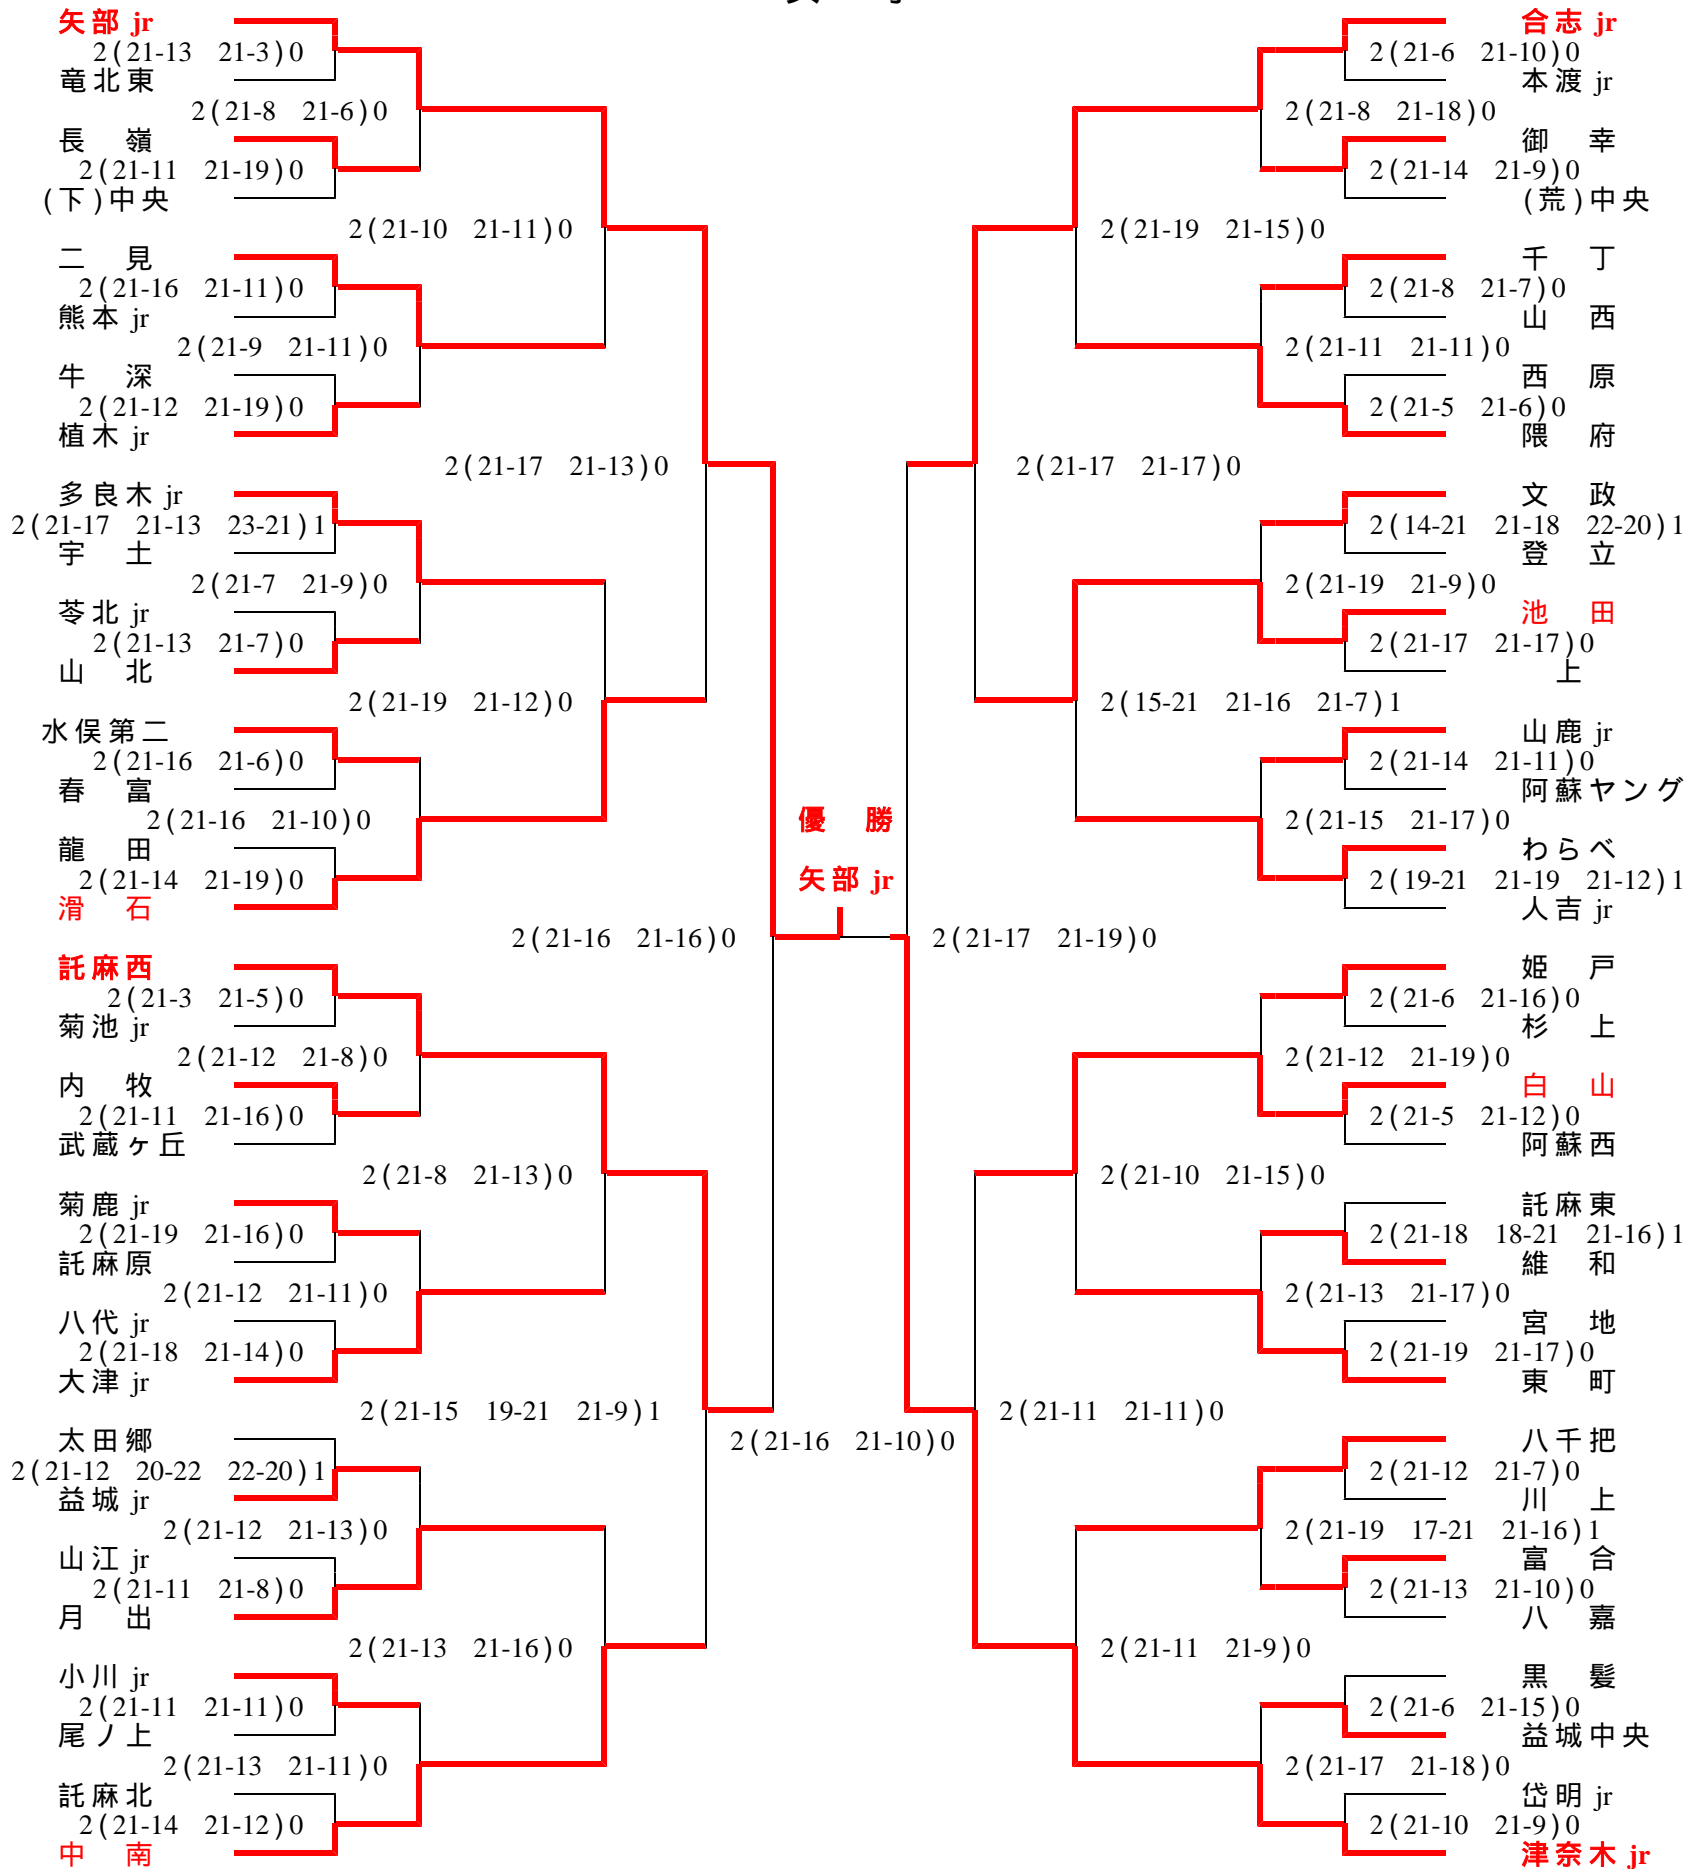 矢部 jr
2(21-13 21-3)0
竜北東
2(21-8 21-6)0
長 嶺
2(21-11 21-19)0
(下)中央
2(21-10 21-11)0
二 見
2(21-16 21-11)0
熊本 jr
2(21-9 21-11)0
牛 深
2(21-12 21-19)0
植木 jr
2(21-17 21-13)0
多良木 jr
2(21-17 21-13 23-21)1
宇 土
2(21-7 21-9)0
苓北 jr
2(21-13 21-7)0
山 北
2(21-19 21-12)0
水俣第二
2(21-16 21-6)0
春 富
2(21-16 21-10)0
龍 田
2(21-14 21-19)0
滑 石
2(21-16 21-16)0
託麻西
2(21-3 21-5)0
菊池 jr
2(21-12 21-8)0
内 牧
2(21-11 21-16)0
武蔵ヶ丘
2(21-8 21-13)0
菊鹿 jr
2(21-19 21-16)0
託麻原
2(21-12 21-11)0
八代 jr
2(21-18 21-14)0
大津 jr
2(21-15 19-21 21-9)1
太田郷
2(21-12 20-22 22-20)1
益城 jr
2(21-12 21-13)0
山江 jr
2(21-11 21-8)0
月 出
2(21-13 21-16)0
小川 jr
2(21-11 21-11)0
尾ノ上
2(21-13 21-11)0
託麻北
2(21-14 21-12)0
中 南
優 勝
矢部 jr
2(21-16 21-10)0
合志 jr
2(21-6 21-10)0
本渡 jr
2(21-8 21-18)0
御 幸
2(21-14 21-9)0
(荒)中央
2(21-19 21-15)0
千 丁
2(21-8 21-7)0
山 西
2(21-11 21-11)0
西 原
2(21-5 21-6)0
隈 府
2(21-17 21-17)0
文 政
2(14-21 21-18 22-20)1
登 立
2(21-19 21-9)0
池 田
2(21-17 21-17)0
上
2(15-21 21-16 21-7)1
山鹿 jr
2(21-14 21-11)0
阿蘇ヤング
2(21-15 21-17)0
わらべ
2(19-21 21-19 21-12)1
人吉 jr
2(21-17 21-19)0
姫 戸
2(21-6 21-16)0
杉 上
2(21-12 21-19)0
白 山
2(21-5 21-12)0
阿蘇西
2(21-10 21-15)0
託麻東
2(21-18 18-21 21-16)1
維 和
2(21-13 21-17)0
宮 地
2(21-19 21-17)0
東 町
2(21-11 21-11)0
八千把
2(21-12 21-7)0
川 上
2(21-19 17-21 21-16)1
富 合
2(21-13 21-10)0
八 嘉
2(21-11 21-9)0
黒 髪
2(21-6 21-15)0
益城中央
2(21-17 21-18)0
岱明 jr
2(21-10 21-9)0
津奈木 jr